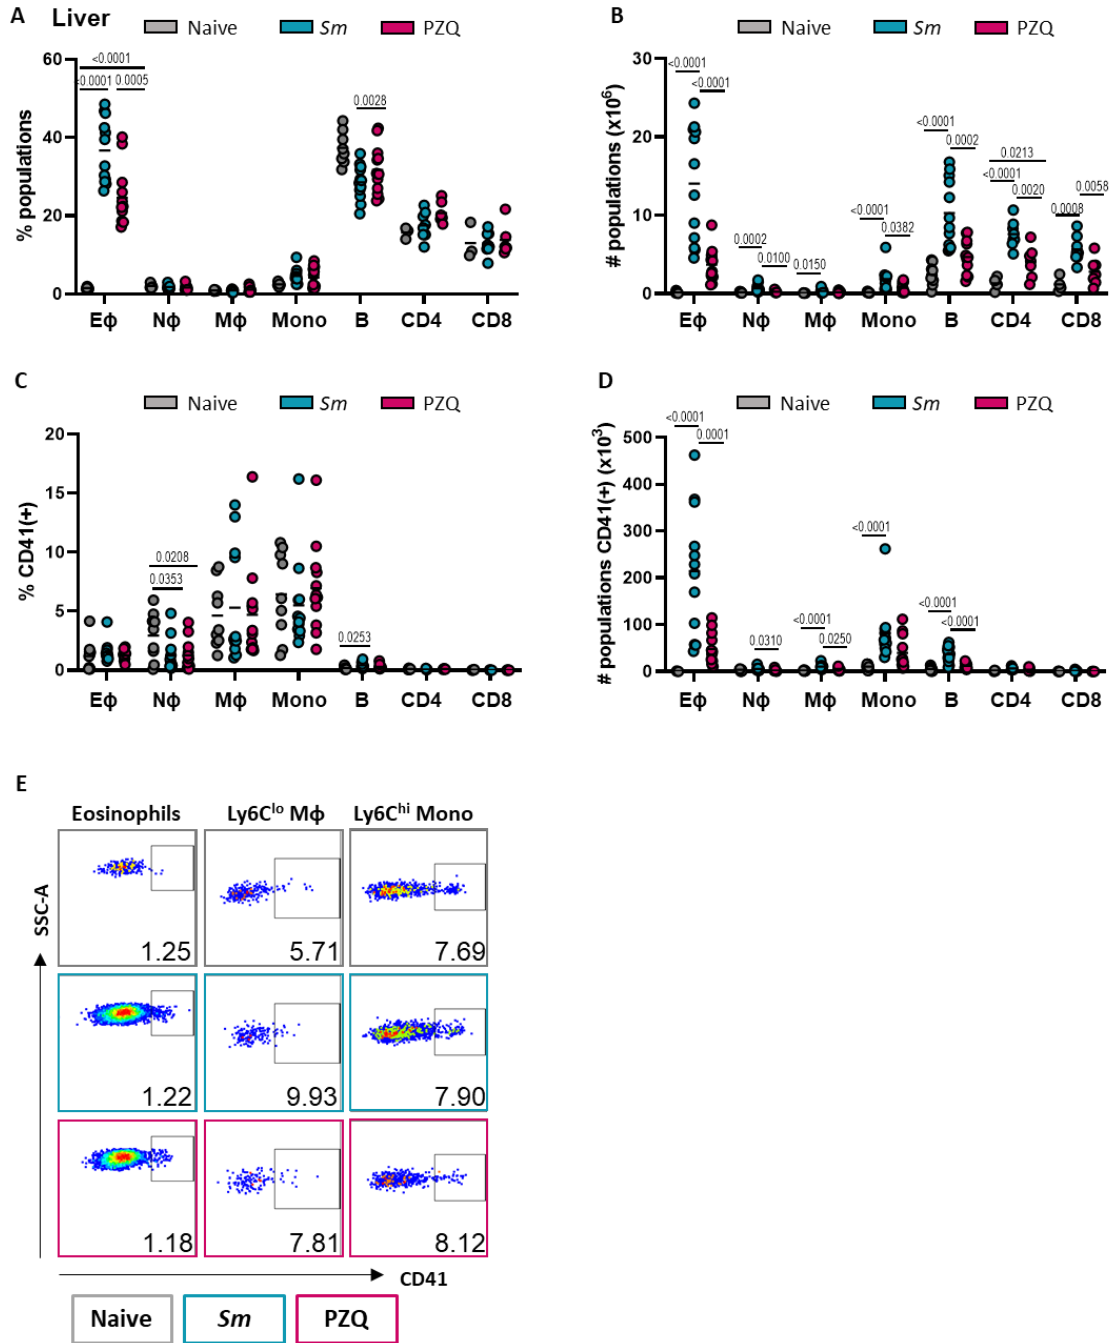 A Liver
Naive Sm PZQ
<0.0001
<0.0001 0.0005
0.0028
% populations
60
40
20
0
Eϕ Nϕ Mϕ Mono B CD4 CD8
B
Naive Sm PZQ
<0.0001
<0.0001
0.0002
0.0100
0.0150
<0.0001
0.0382
<0.0001
0.0002
0.0213
<0.0001
0.0020
0.0058
0.0008
# populations (x10⁶)
30
20
10
0
Eϕ Nϕ Mϕ Mono B CD4 CD8
C
Naive Sm PZQ
0.0208
0.0353
0.0253
% CD41(+)
20
15
10
5
0
Eϕ Nϕ Mϕ Mono B CD4 CD8
D
Naive Sm PZQ
<0.0001
0.0001
0.0310
<0.0001
0.0250
<0.0001
<0.0001
<0.0001
# populations CD41(+) (x10³)
500
400
300
200
100
0
Eϕ Nϕ Mϕ Mono B CD4 CD8
E
Eosinophils Ly6Cˡᵒ Mϕ Ly6Cʰⁱ Mono
1.25 5.71 7.69
1.22 9.93 7.90
1.18 7.81 8.12
SSC-A
CD41
Naive Sm PZQ